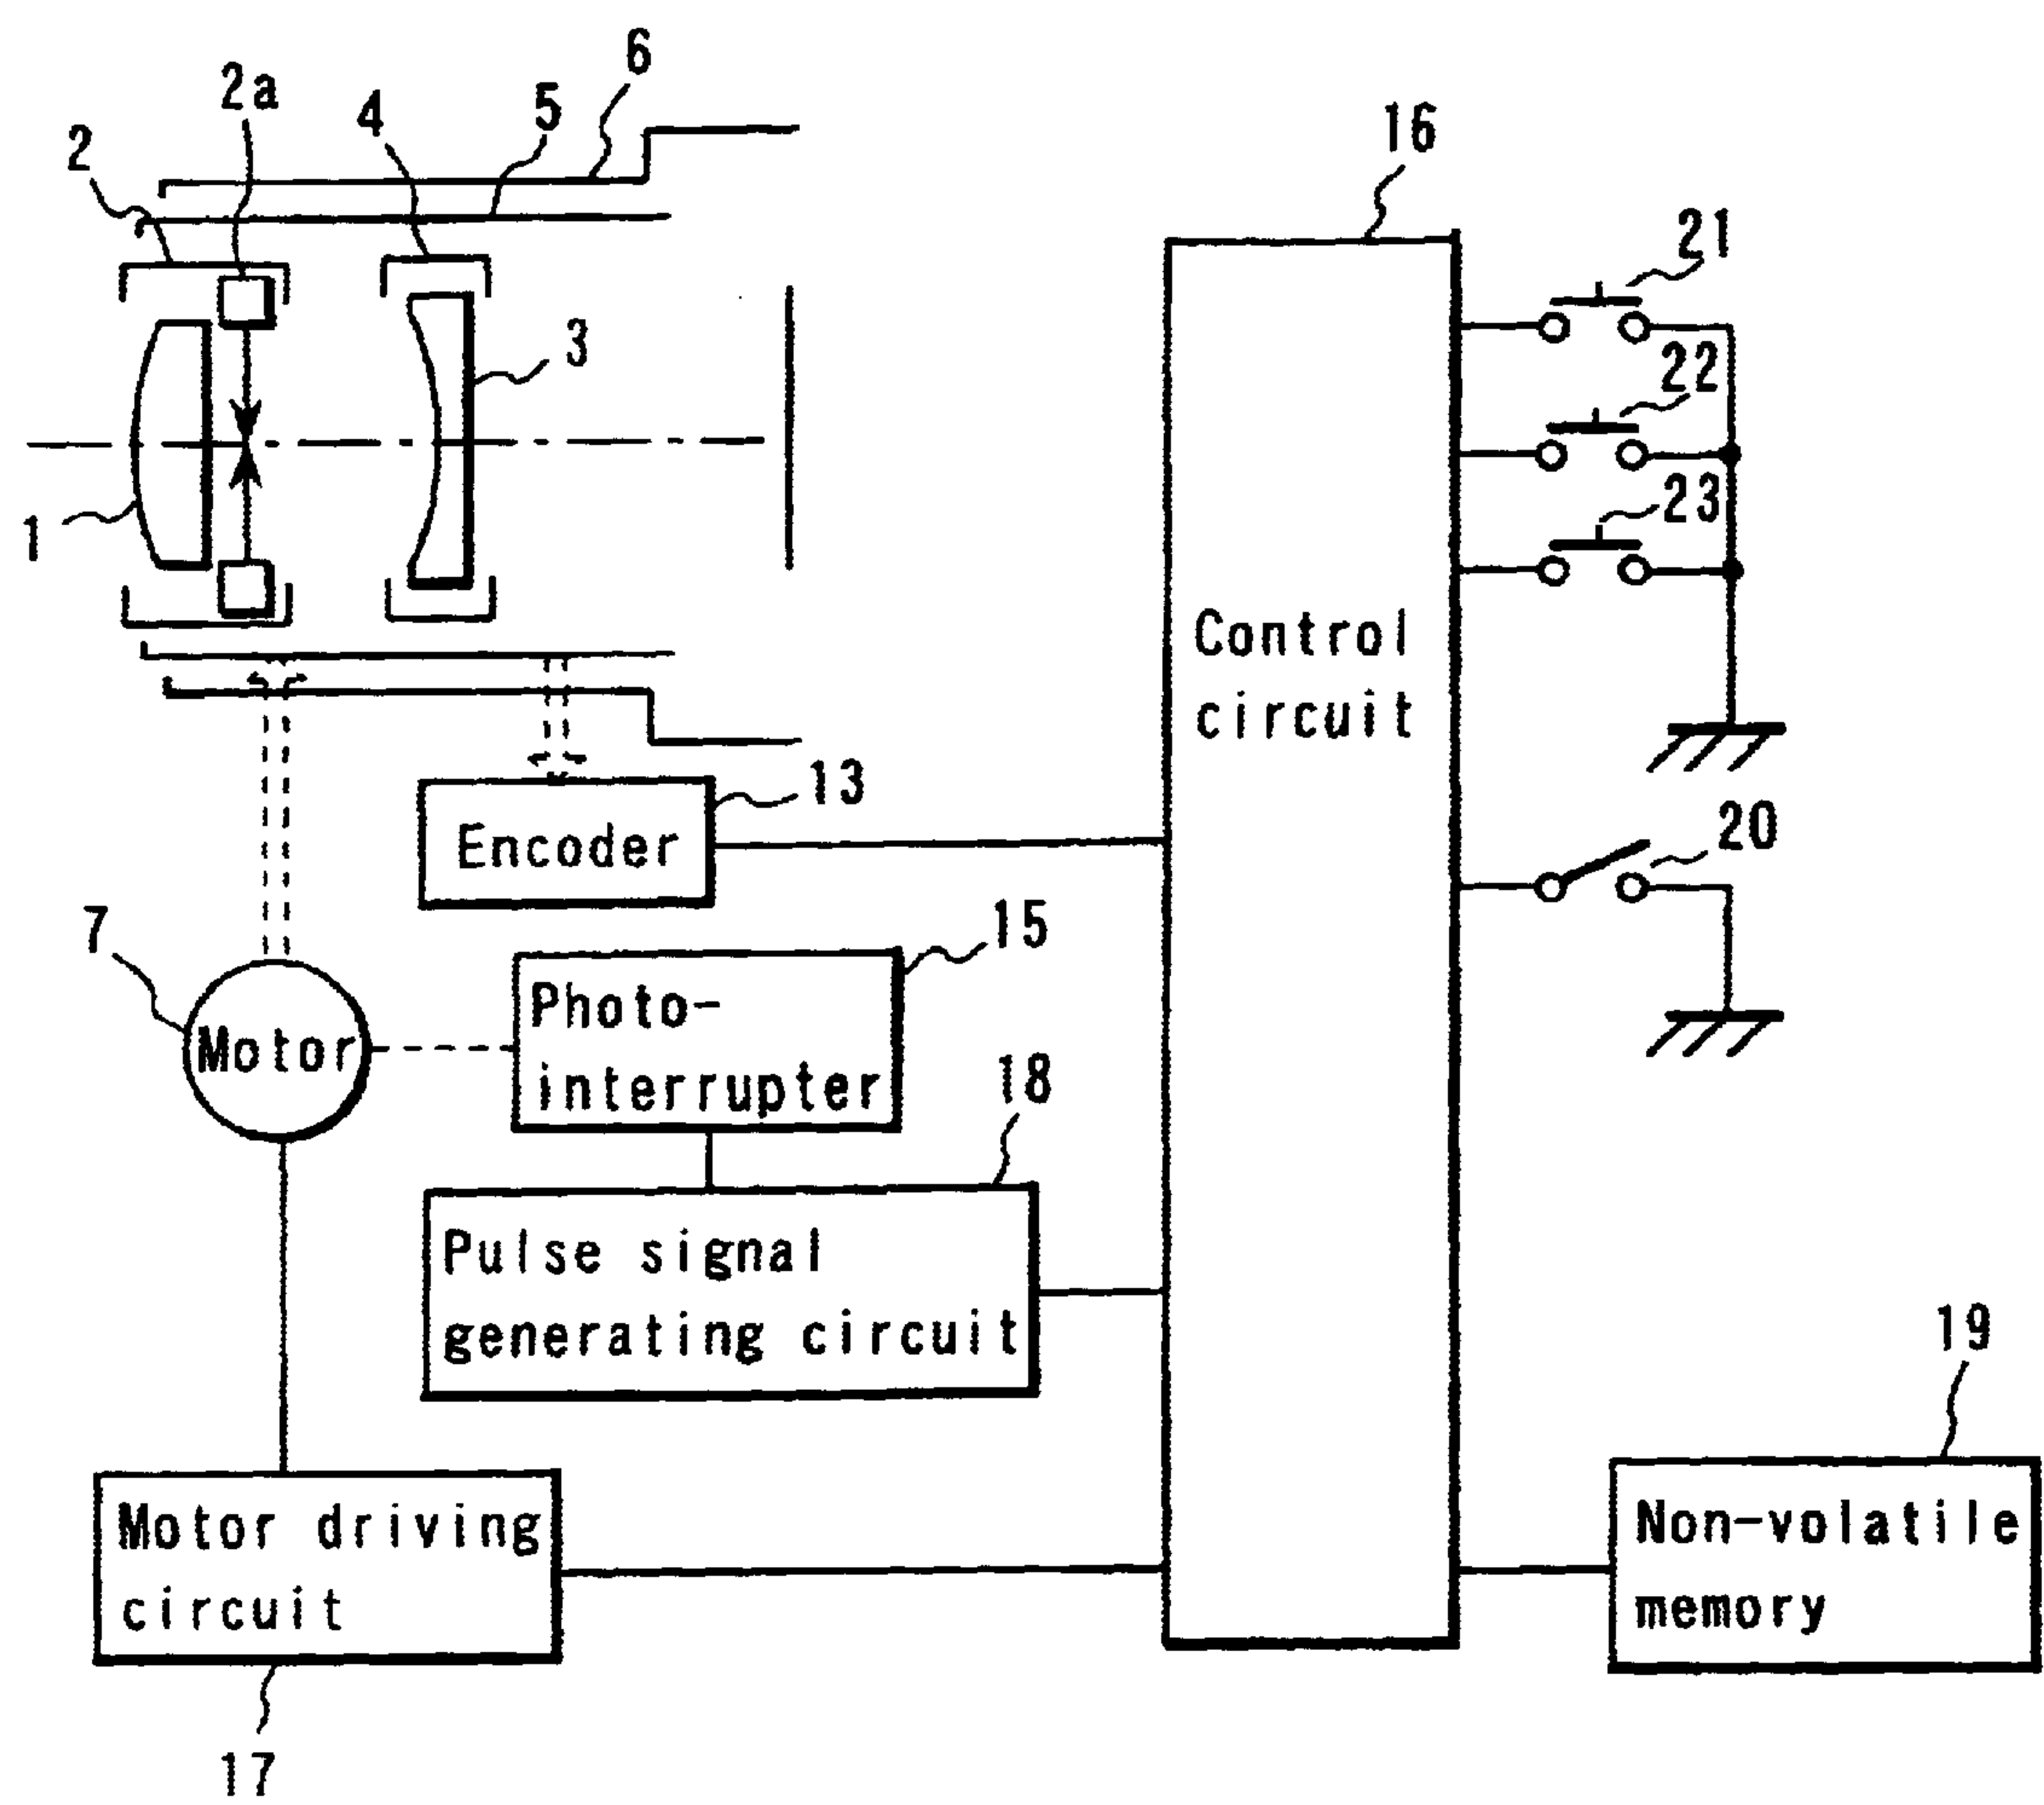 6
2a
5
4
2
16
21
3
22
23
1
Control
circuit
13
20
Encoder
7
15
Photo-
interrupter
Motor
18
Pulse signal
generating circuit
19
Motor driving
circuit
Non-volatile
memory
17